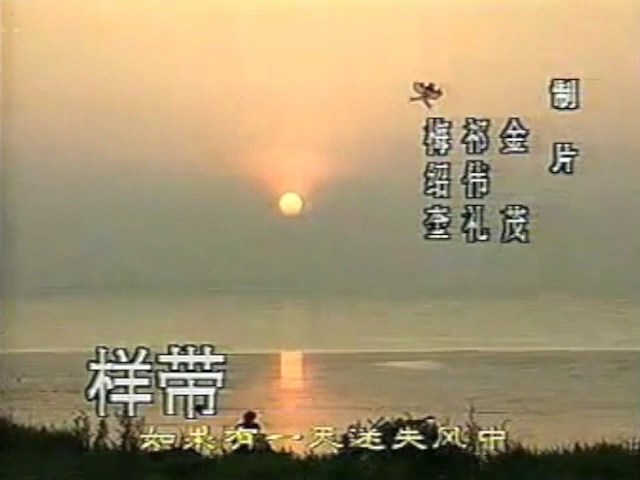 制片
金茂
祁伟礼
梅绍奎
样带
如果有一天迷失风中